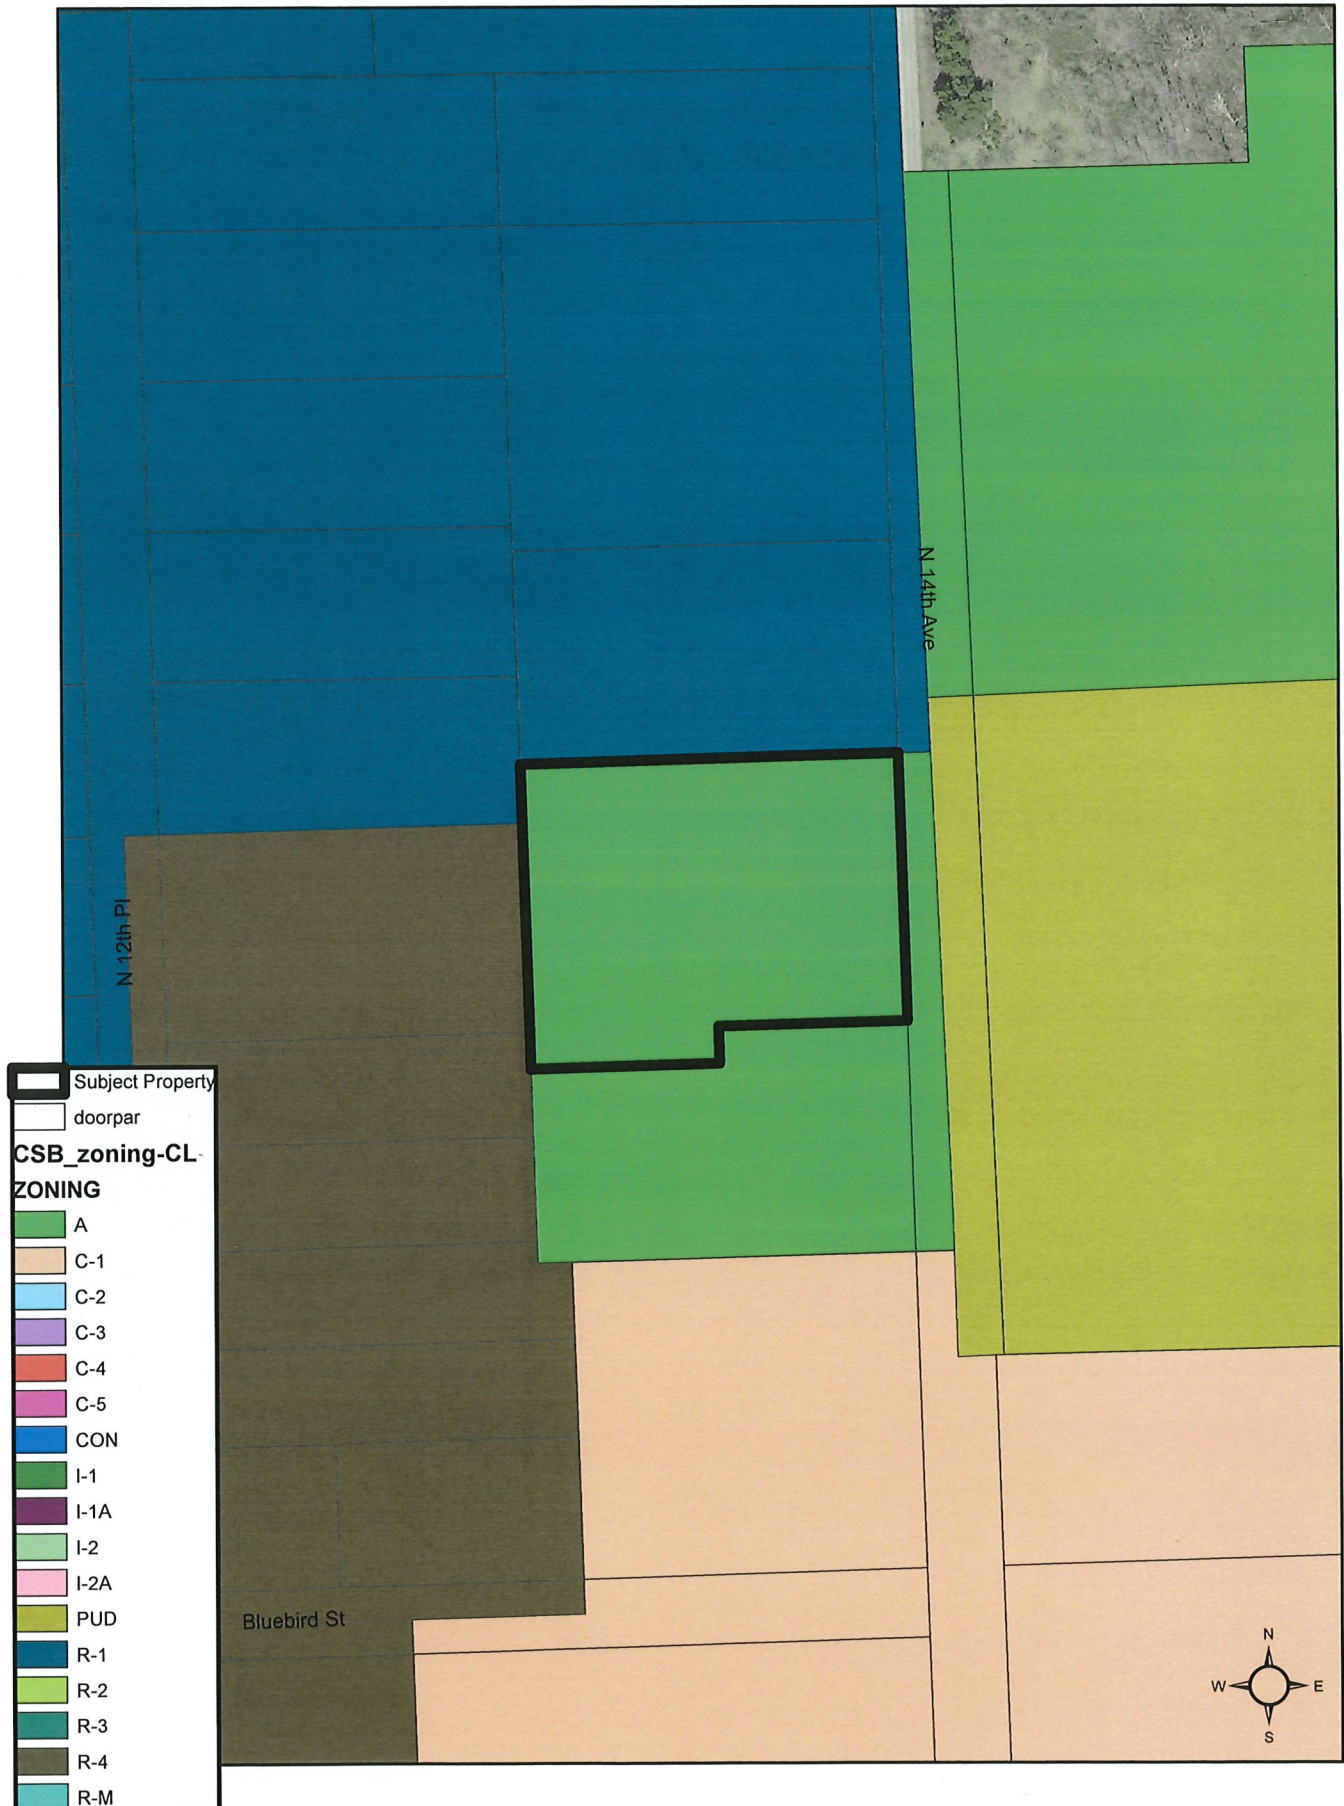 N 14th Ave
N 12th Pl
Subject Property
doorpar
CSB_zoning-CL
ZONING
A
C-1
C-2
C-3
C-4
C-5
CON
I-1
I-1A
I-2
I-2A
PUD
R-1
R-2
R-3
R-4
R-M
Bluebird St
N
W E
S